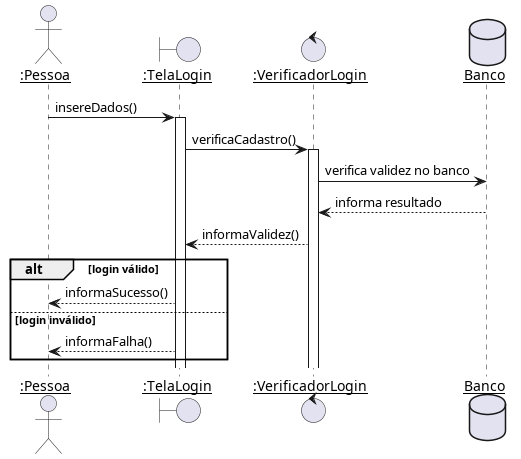 :Pessoa
:TelaLogin
:VerificadorLogin
Banco
insereDados()
verificaCadastro()
verifica validez no banco
informa resultado
informaValidez()
alt
[login válido]
informaSucesso()
[login inválido]
informaFalha()
:Pessoa
:TelaLogin
:VerificadorLogin
Banco